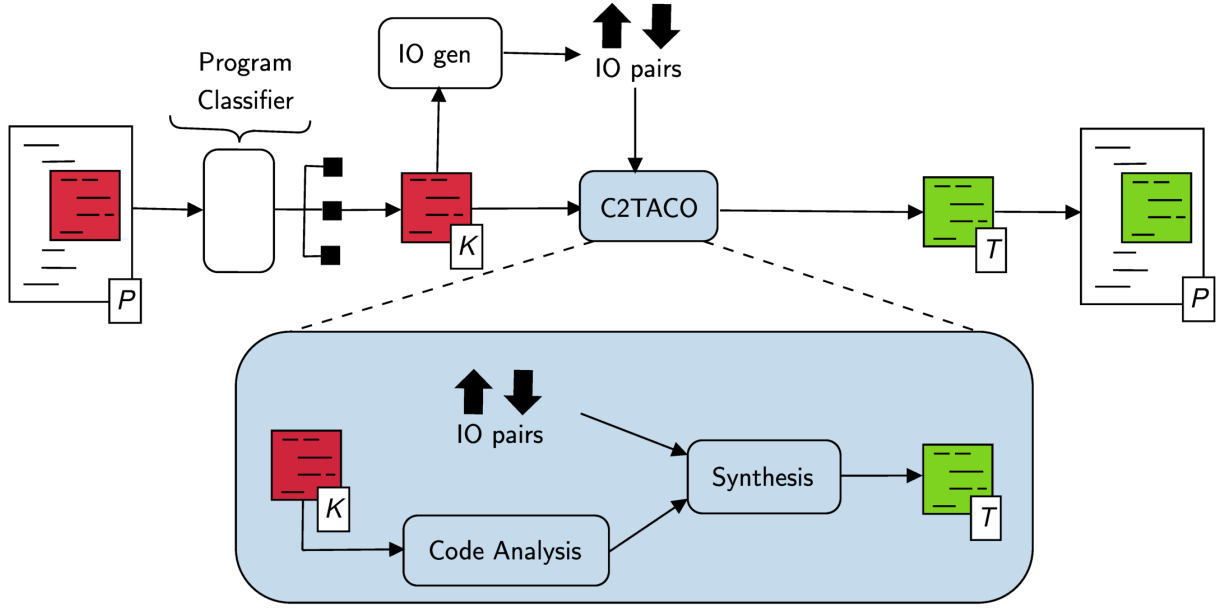 IO gen
IO pairs
Program
Classifier
K
C2TACO
T
P
P
IO pairs
K
Synthesis
T
Code Analysis